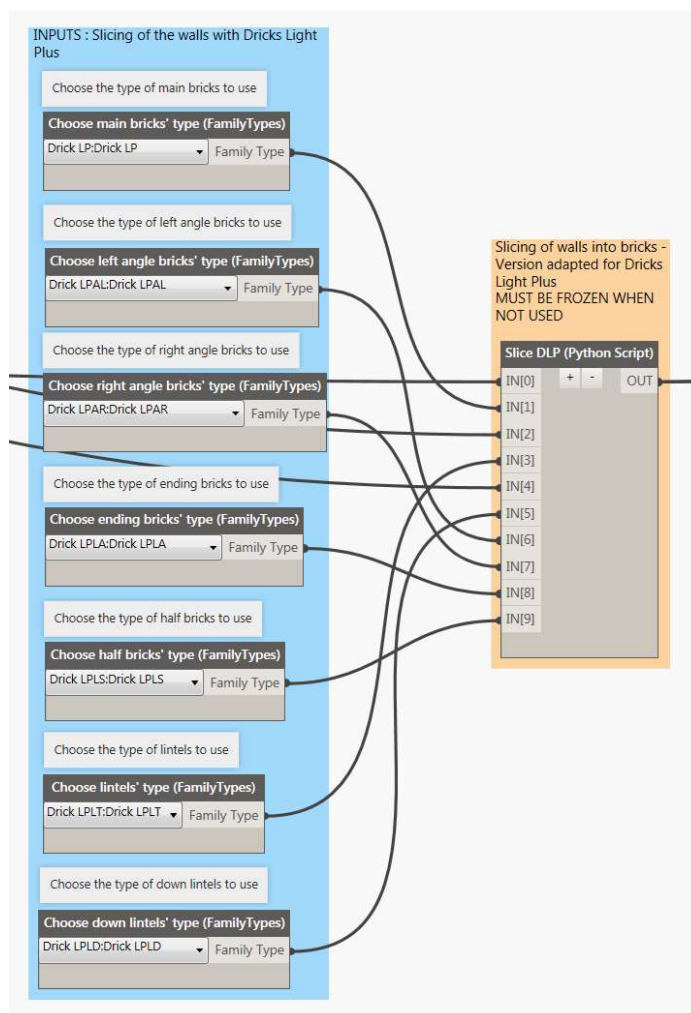 INPUTS : Slicing of the walls with Dricks Light
Plus
Choose the type of main bricks to use
Choose main bricks' type (FamilyTypes)
Drick LP:Drick LP
Family Type
Choose the type of left angle bricks to use
Choose left angle bricks' type (FamilyTypes)
Drick LPAL:Drick LPAL
Family Type
Choose the type of right angle bricks to use
Choose right angle bricks' type (FamilyTypes)
Drick LPAR:Drick LPAR
Family Type
Choose the type of ending bricks to use
Choose ending bricks' type (FamilyTypes)
Drick LPLA:Drick LPLA
Family Type
Choose the type of half bricks to use
Choose half bricks' type (FamilyTypes)
Drick LPLS:Drick LPLS
Family Type
Choose the type of lintels to use
Choose lintels' type (FamilyTypes)
Drick LPLT:Drick LPLT
Family Type
Choose the type of down lintels to use
Choose down lintels' type (FamilyTypes)
Drick LPLD:Drick LPLD
Family Type
Slicing of walls into bricks -
Version adapted for Dricks
Light Plus
MUST BE FROZEN WHEN
NOT USED
Slice DLP (Python Script)
IN[0] + - OUT
IN[1]
IN[2]
IN[3]
IN[4]
IN[5]
IN[6]
IN[7]
IN[8]
IN[9]